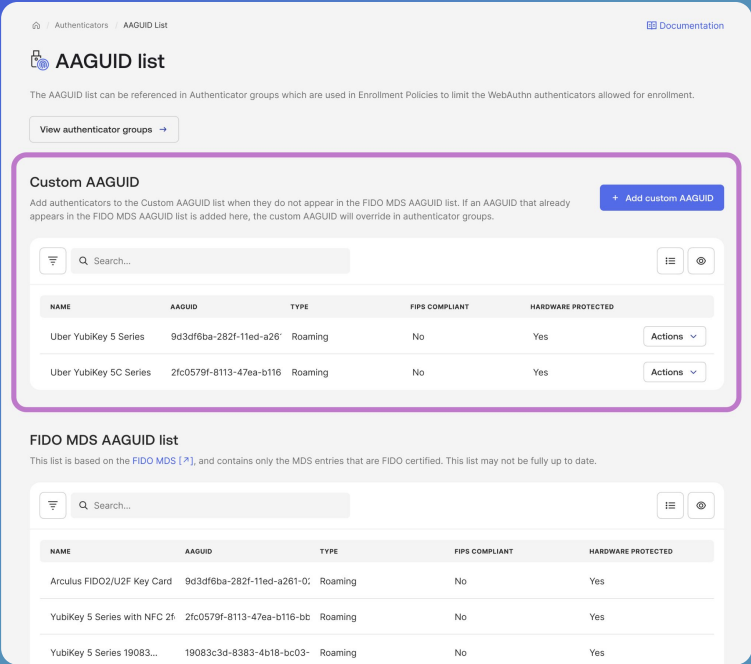 Authenticators / AAGUID List
Documentation
AAGUID list
The AAGUID list can be referenced in Authenticator groups which are used in Enrollment Policies to limit the WebAuthn authenticators allowed for enrollment.
View authenticator groups →
Custom AAGUID
Add authenticators to the Custom AAGUID list when they do not appear in the FIDO MDS AAGUID list. If an AAGUID that already
appears in the FIDO MDS AAGUID list is added here, the custom AAGUID will override in authenticator groups.
+ Add custom AAGUID
Search...
NAME AAGUID TYPE FIPS COMPLIANT HARDWARE PROTECTED
Uber YubiKey 5 Series 9d3df6ba-282f-11ed-a26 Roaming No Yes Actions
Uber YubiKey 5C Series 2fc0579f-8113-47ea-b116 Roaming No Yes Actions
FIDO MDS AAGUID list
This list is based on the FIDO MDS [↗], and contains only the MDS entries that are FIDO certified. This list may not be fully up to date.
Search...
NAME AAGUID TYPE FIPS COMPLIANT HARDWARE PROTECTED
Arculus FIDO2/U2F Key Card 9d3df6ba-282f-11ed-a261-02 Roaming No Yes
YubiKey 5 Series with NFC 2f 2fc0579f-8113-47ea-b116-bb Roaming No Yes
YubiKey 5 Series 19083... 19083c3d-8383-4b18-bc03- Roaming No Yes